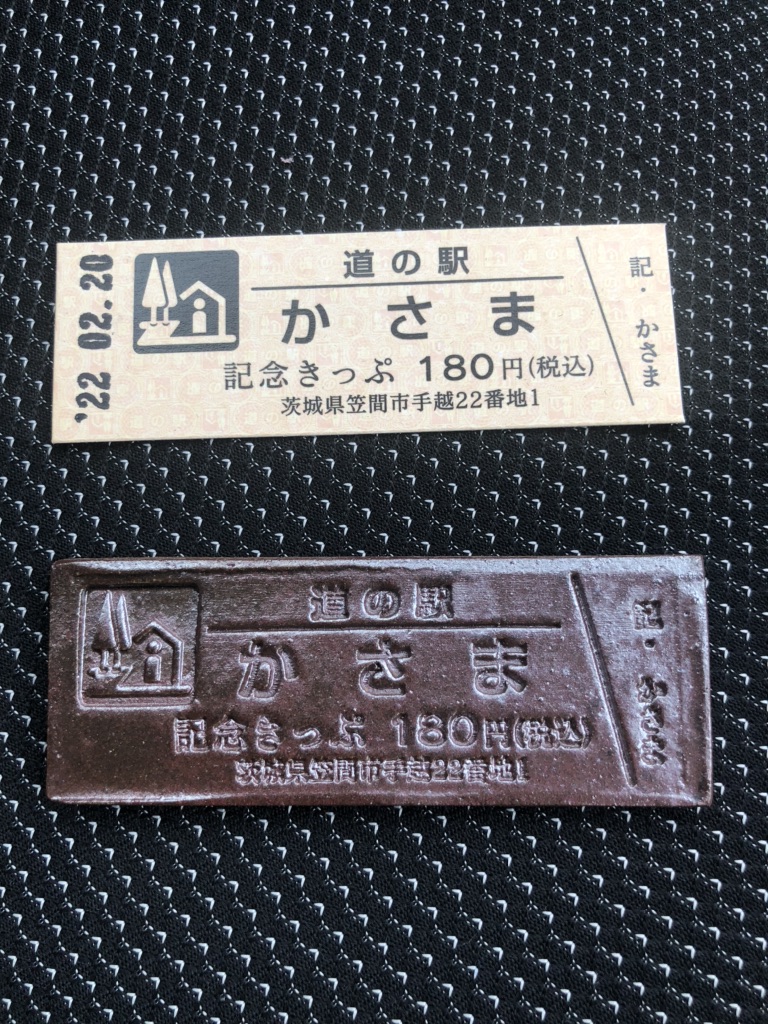 '22 02.20
道の駅
かさま
記念きっぷ 180円(税込)
茨城県笠間市手越22番地1
記・かさま
道の駅
かさま
記念きっぷ 180円(税込)
茨城県笠間市手越22番地1
記・かさま